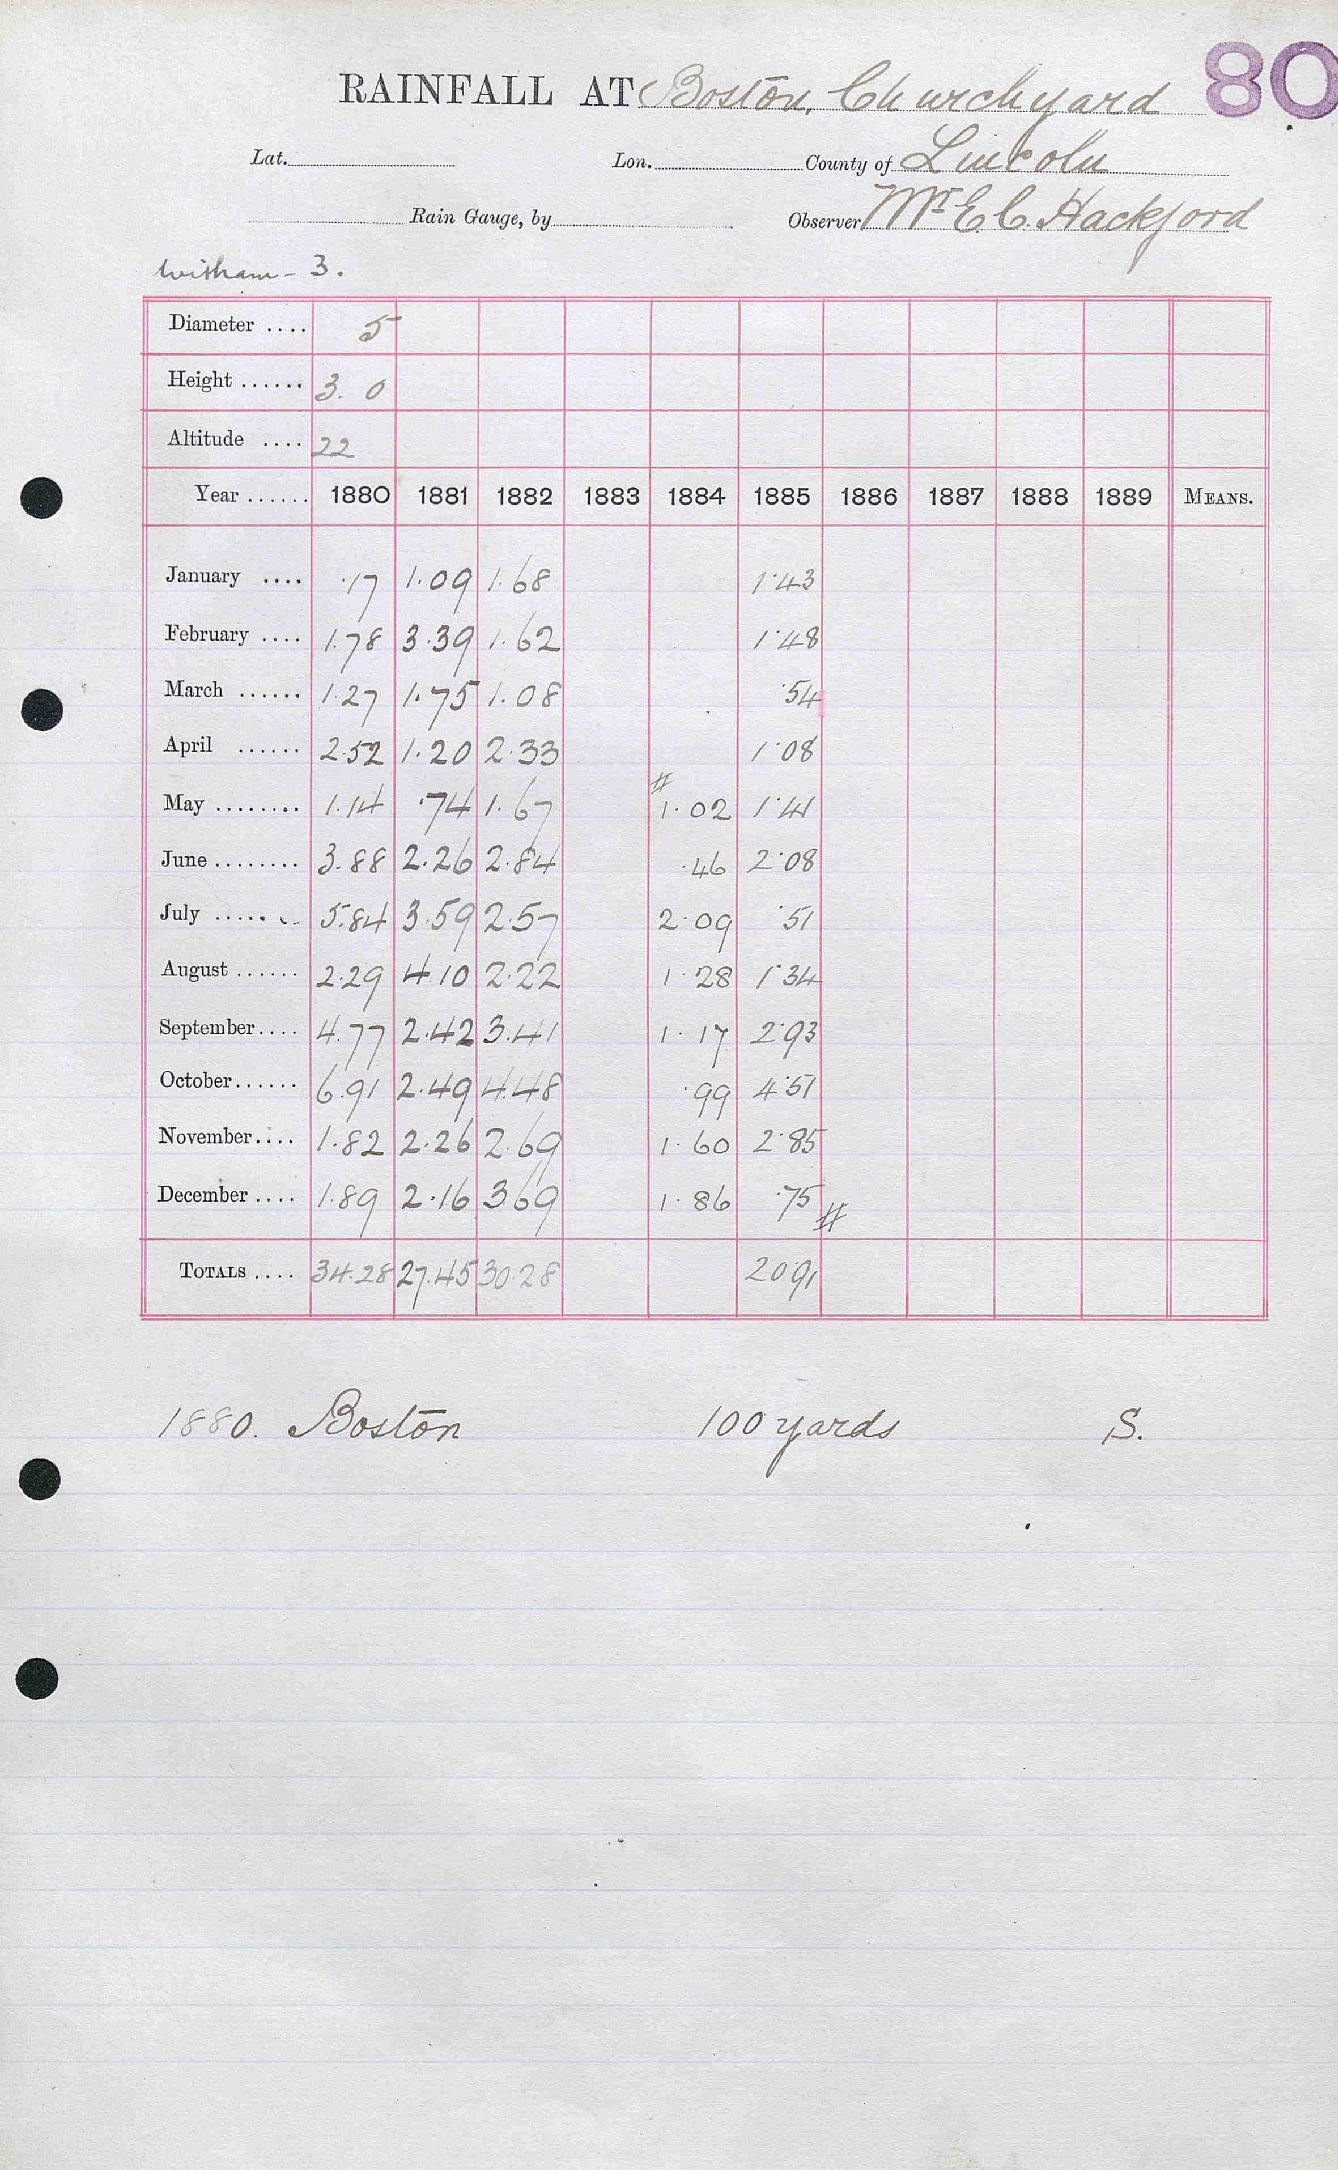 80
RAINFALL AT Boston, Churchyard
Lat. Lon. County of Lincoln
Rain Gauge, by Observer Mr E. C. Hackford
Witham - 3.
Diameter .... 5
Height ...... 3. 0
Altitude .... 22
Year ...... 1880 1881 1882 1883 1884 1885 1886 1887 1888 1889 MEANS.
January .... .17 1.09 1.68 1.43
February .... 1.78 3.39 1.62 1.48
March ...... 1.27 1.75 1.08 .54
April ...... 2.52 1.20 2.33 1.08
May ........ 1.14 .74 1.67 # 1.02 1.41
June ........ 3.88 2.26 2.84 .46 2.08
July ...... 5.84 3.59 2.57 2.09 .51
August ...... 2.29 4.10 2.22 1.28 1.34
September .... 4.77 2.42 3.41 1.17 2.93
October ...... 6.91 2.49 4.48 .99 4.51
November .... 1.82 2.26 2.69 1.60 2.85
December .... 1.89 2.16 3.69 1.86 .75 #
TOTALS .... 34.28 27.45 30.28 20.91
1880. Boston 100 yards S.